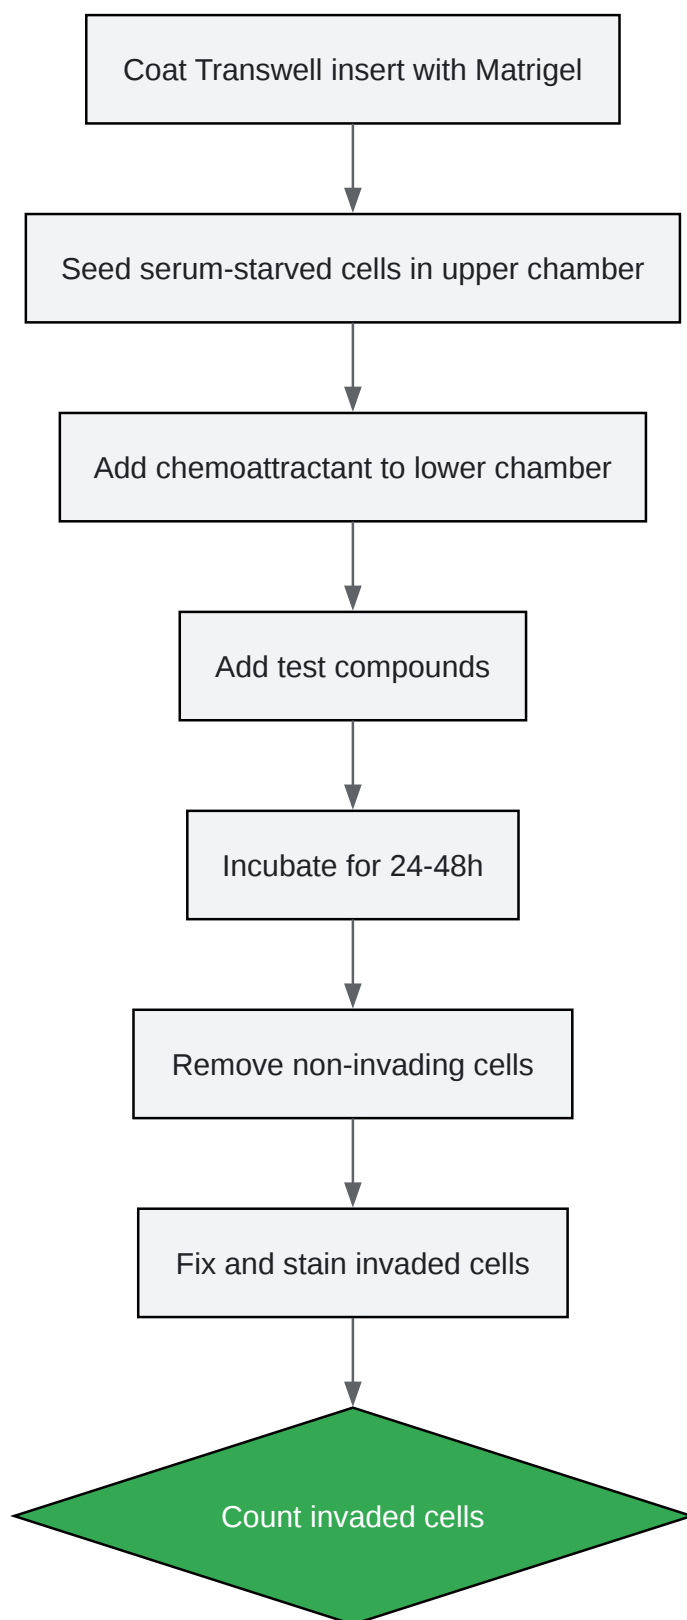 Coat Transwell insert with Matrigel
Seed serum-starved cells in upper chamber
Add chemoattractant to lower chamber
Add test compounds
Incubate for 24-48h
Remove non-invading cells
Fix and stain invaded cells
Count invaded cells